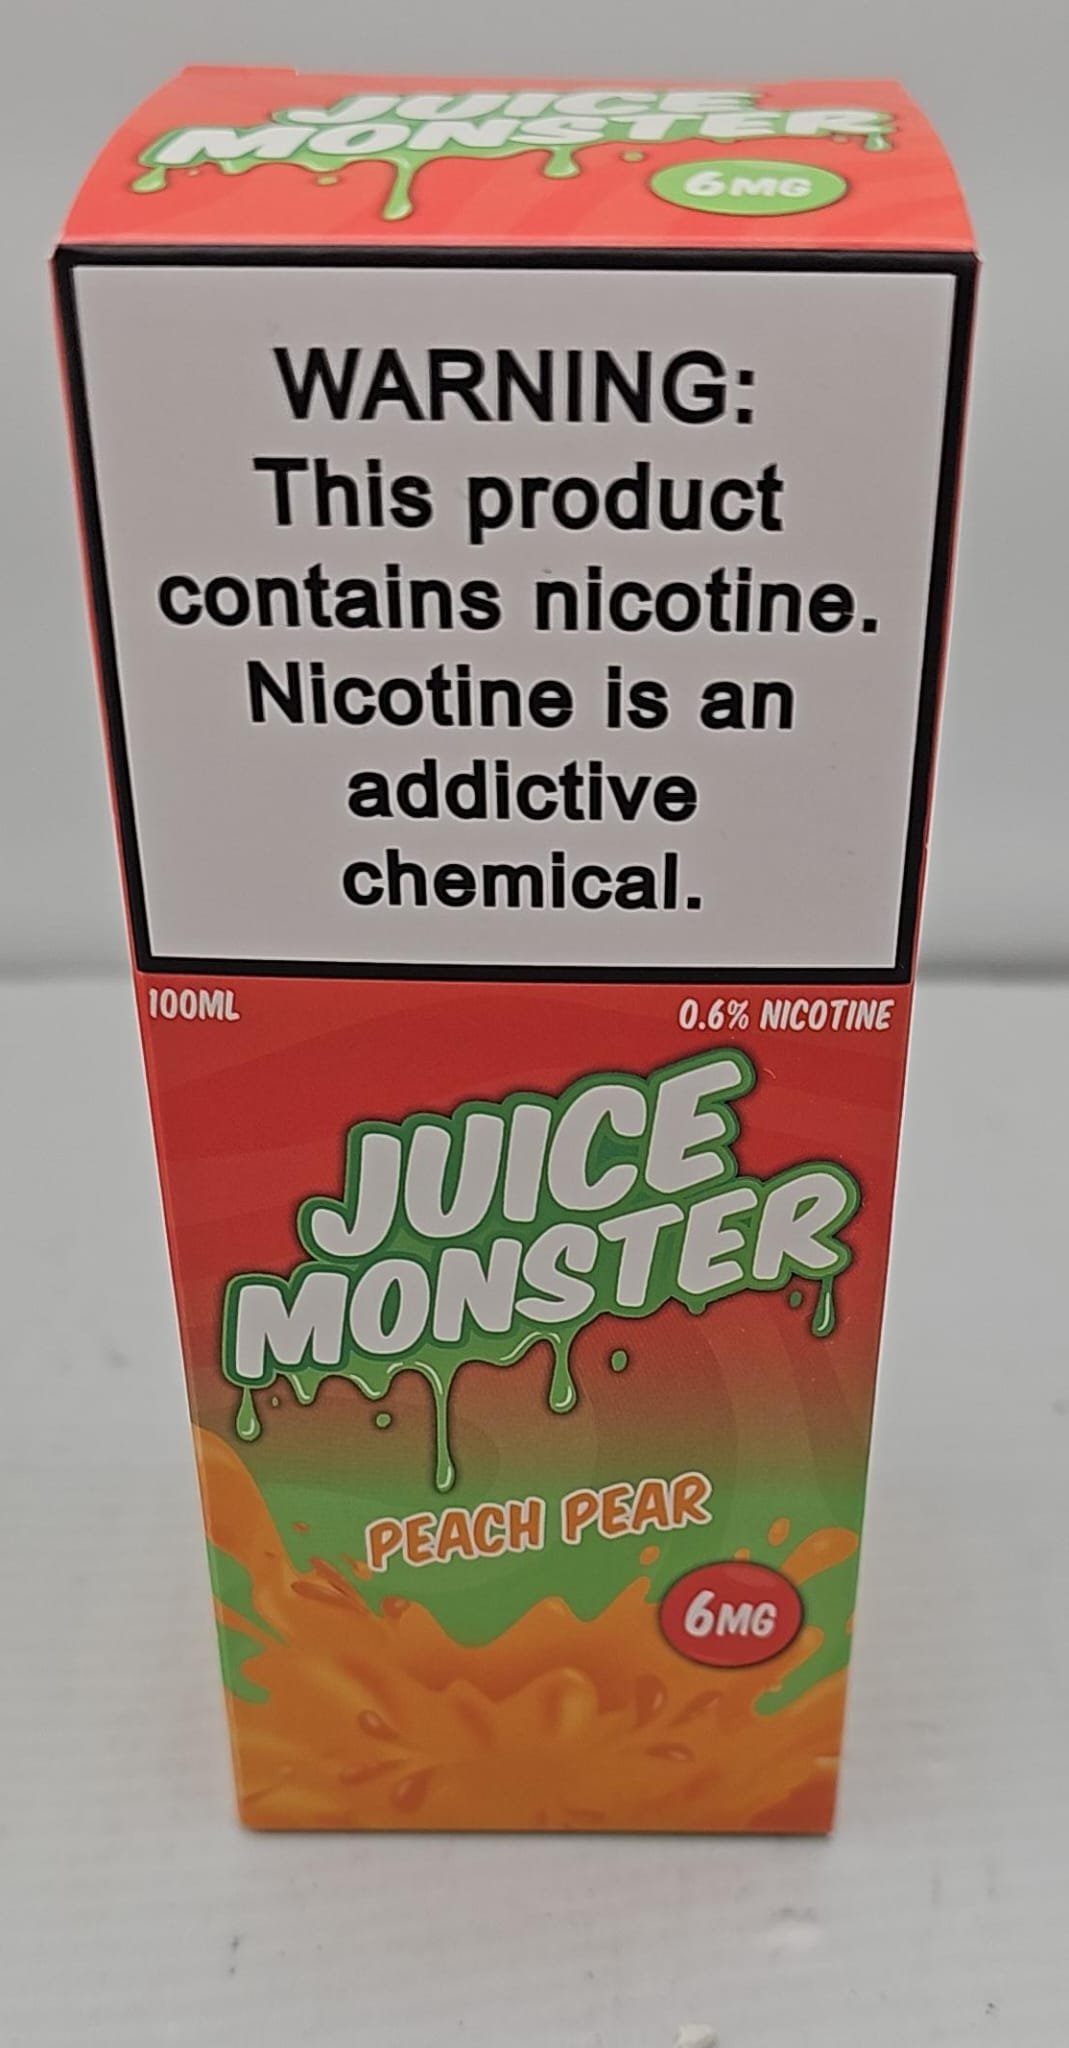 JUICE
MONSTER
6MG
WARNING:
This product
contains nicotine.
Nicotine is an
addictive
chemical.
100ML
0.6% NICOTINE
JUICE
MONSTER
PEACH PEAR
6MG